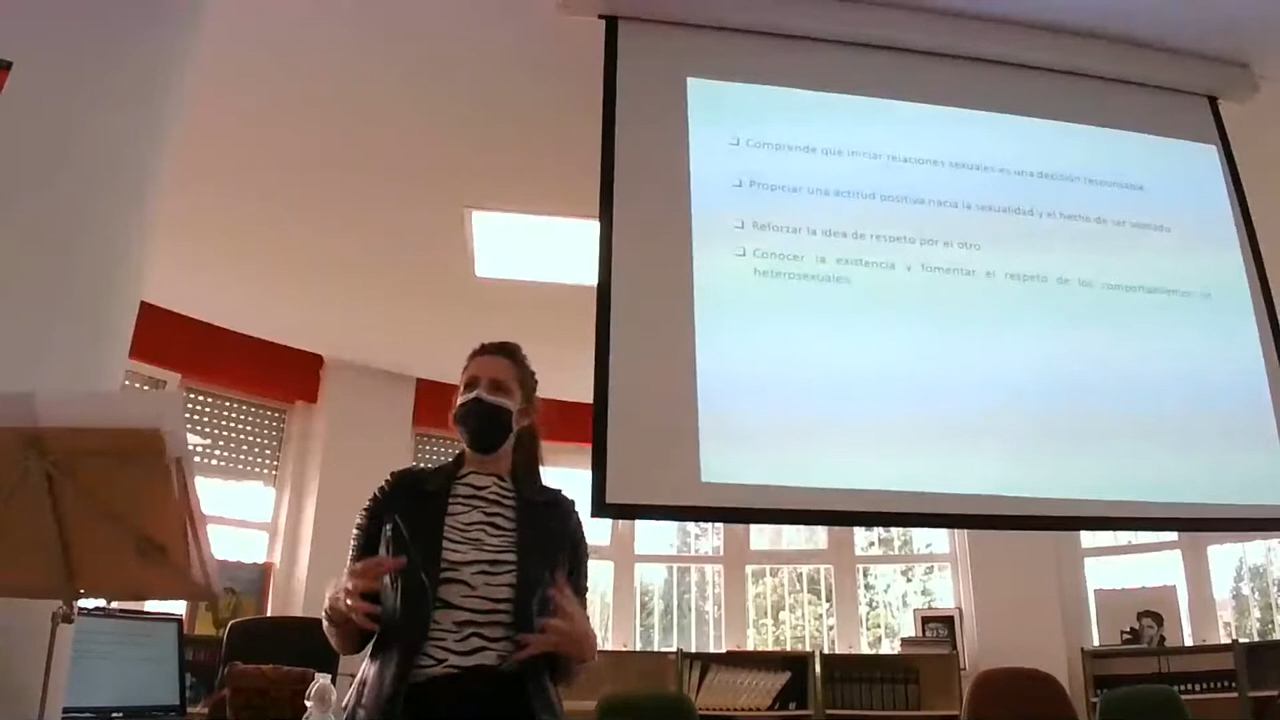 Comprende que iniciar relaciones sexuales es una decisión responsable
Propiciar una actitud positiva hacia la sexualidad y el hecho de ser sexuado
Reforzar la idea de respeto por el otro
Conocer la existencia y fomentar el respeto de los comportamientos
heterosexuales